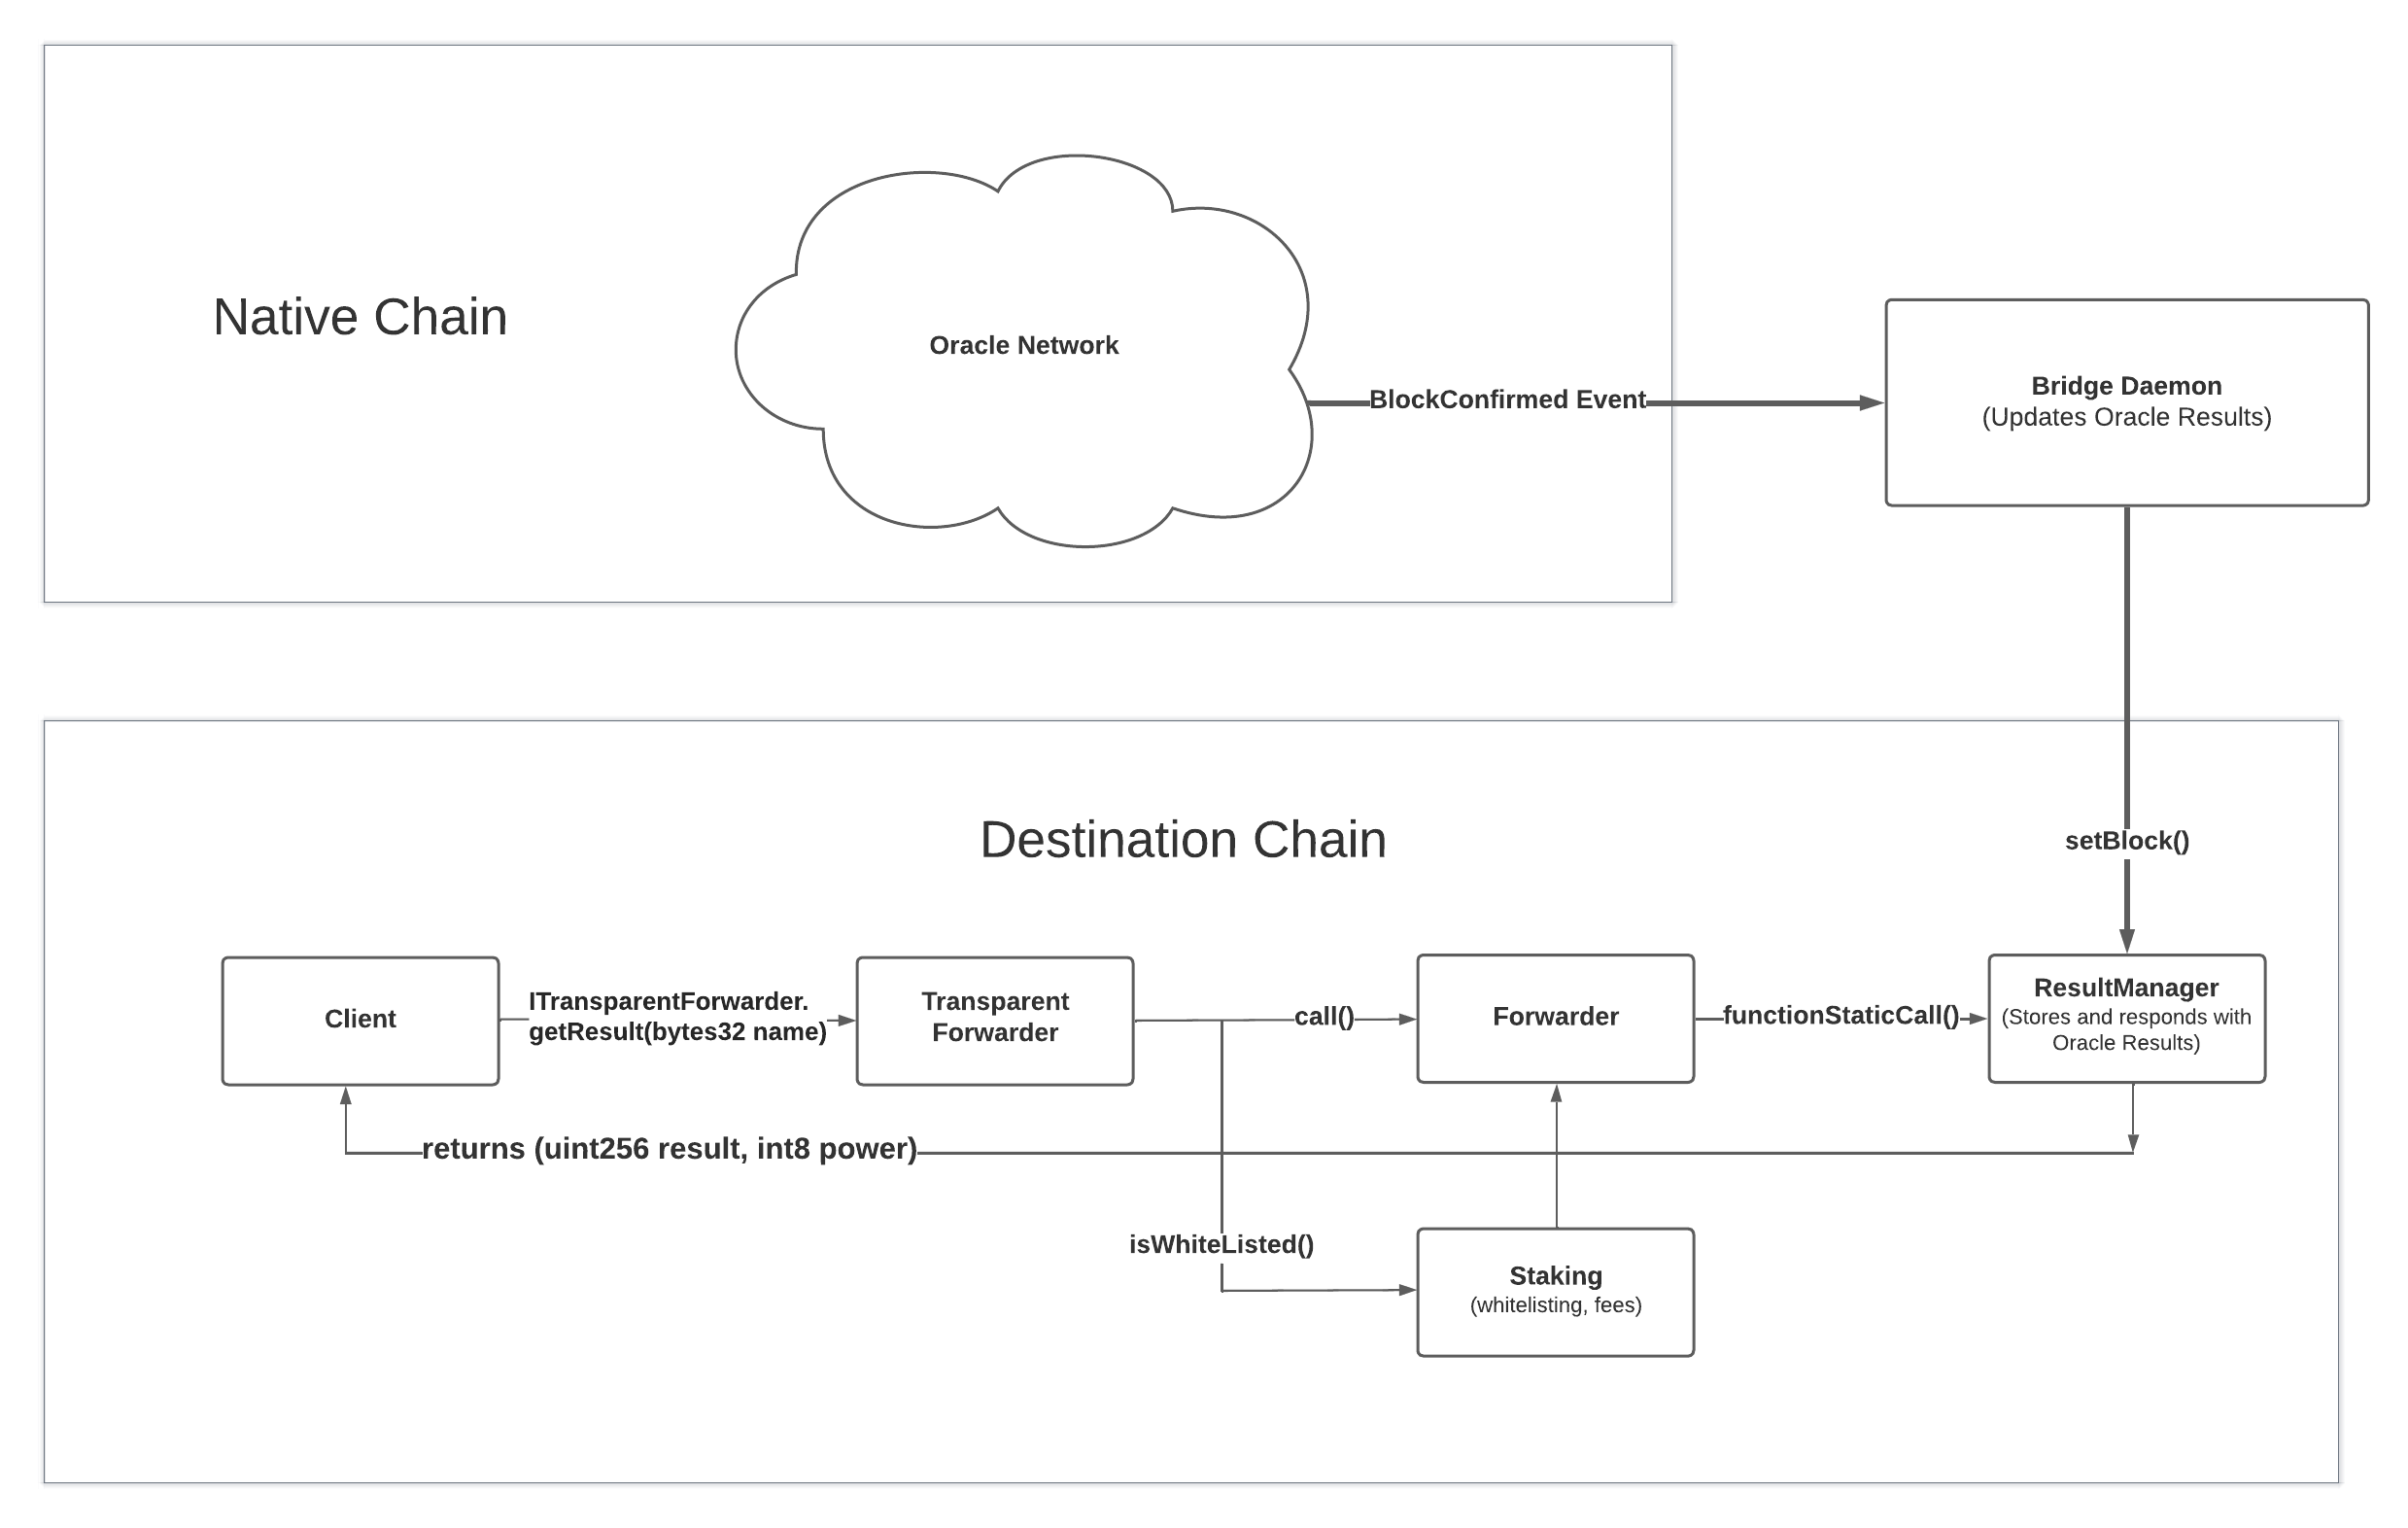 Native Chain
Oracle Network
BlockConfirmed Event
Bridge Daemon
(Updates Oracle Results)
Destination Chain
setBlock()
Client
ITransparentForwarder.
getResult(bytes32 name)
Transparent
Forwarder
call()
Forwarder
functionStaticCall()
ResultManager
(Stores and responds with
Oracle Results)
returns (uint256 result, int8 power)
isWhiteListed()
Staking
(whitelisting, fees)